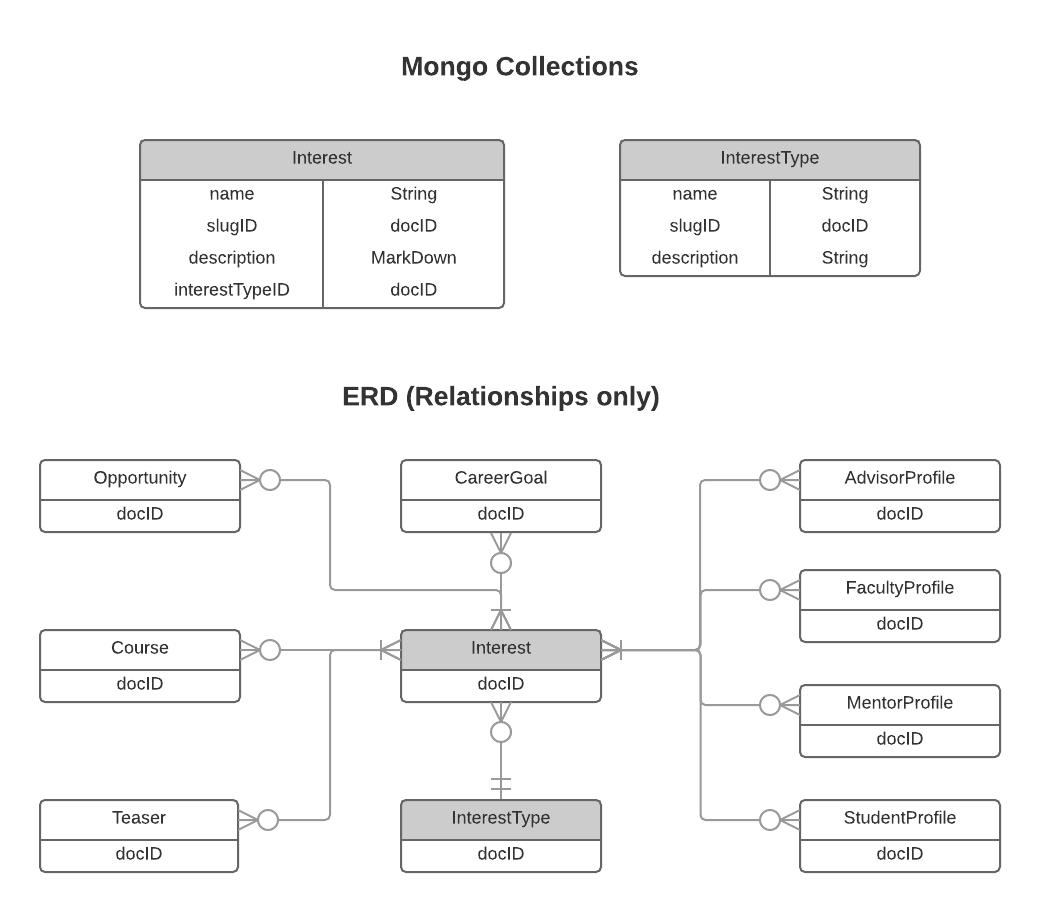 Mongo Collections
Interest
name String
slugID docID
description MarkDown
interestTypeID docID
InterestType
name String
slugID docID
description String
ERD (Relationships only)
Opportunity
docID
CareerGoal
docID
AdvisorProfile
docID
FacultyProfile
docID
Course
docID
Interest
docID
MentorProfile
docID
Teaser
docID
InterestType
docID
StudentProfile
docID